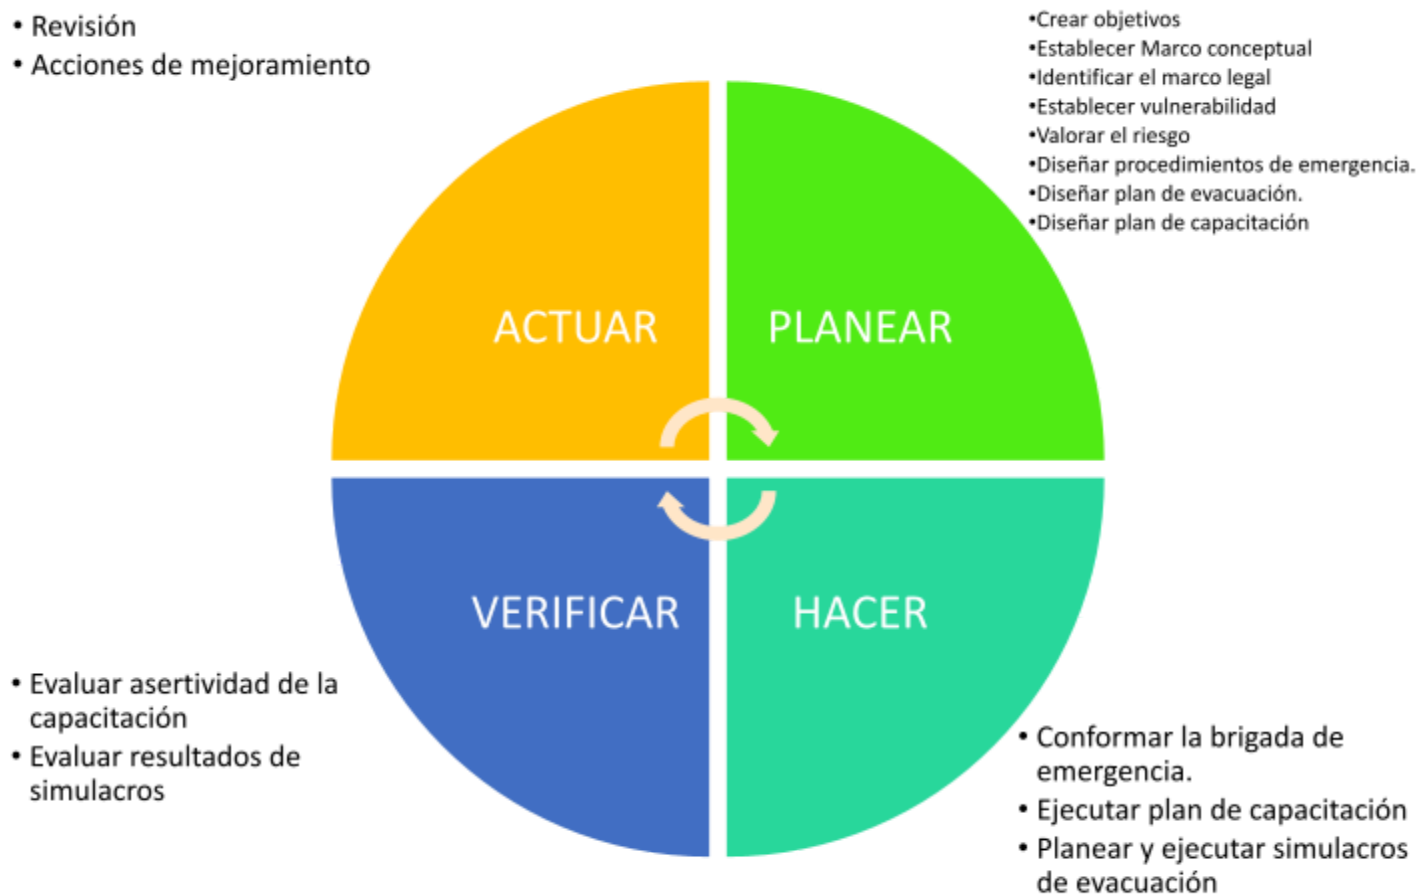 • Revisión
• Acciones de mejoramiento
•Crear objetivos
•Establecer Marco conceptual
•Identificar el marco legal
•Establecer vulnerabilidad
•Valorar el riesgo
•Diseñar procedimientos de emergencia.
•Diseñar plan de evacuación.
•Diseñar plan de capacitación
ACTUAR
PLANEAR
VERIFICAR
HACER
• Evaluar asertividad de la
capacitación
• Evaluar resultados de
simulacros
• Conformar la brigada de
emergencia.
• Ejecutar plan de capacitación
• Planear y ejecutar simulacros
de evacuación